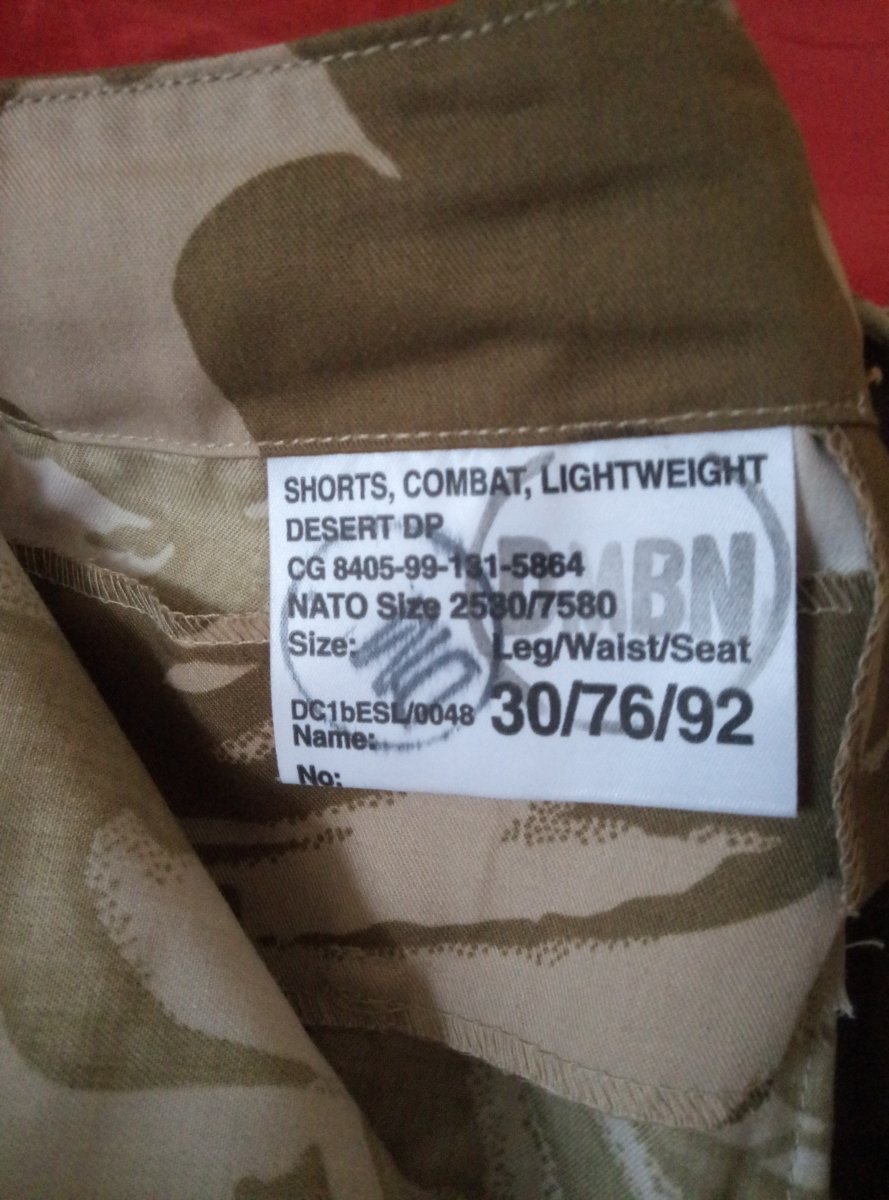 SHORTS, COMBAT, LIGHTWEIGHT
DESERT DP
CG 8405-99-131-5864
NATO Size 2580/7580
Size: Leg/Waist/Seat
DC1bESL/0048 30/76/92
Name:
No: